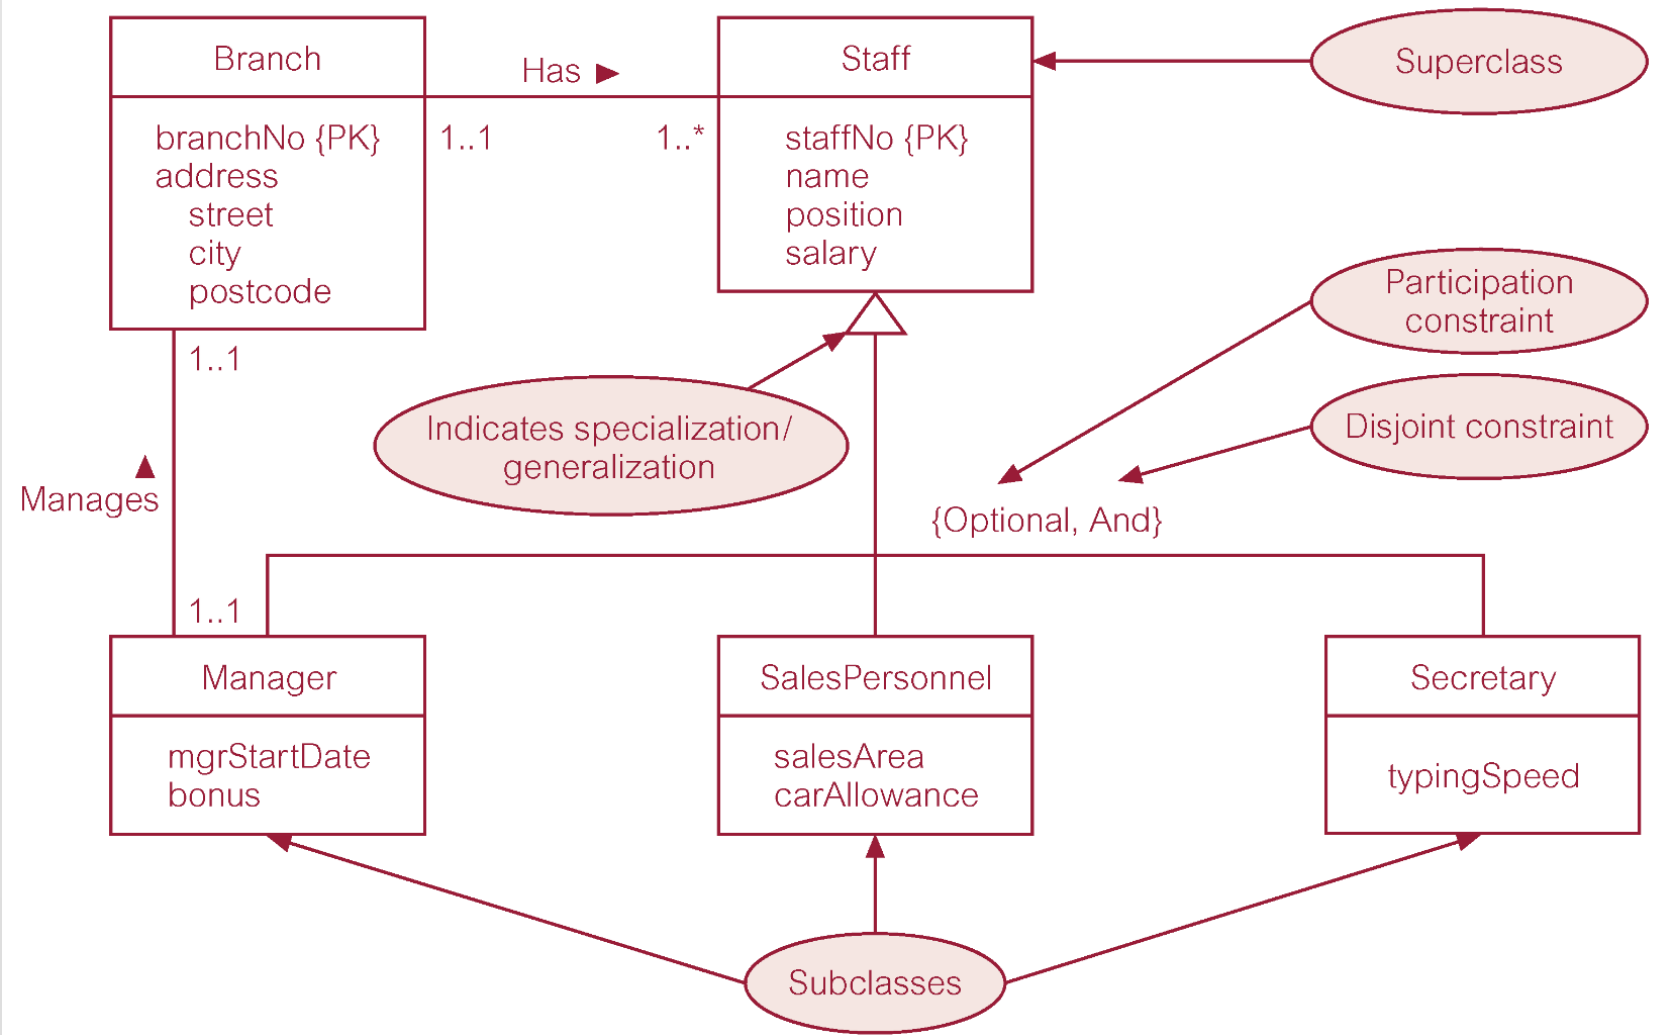 Branch
Has ▶
Staff
Superclass
branchNo {PK}
address
street
city
postcode
1..1
1..*
staffNo {PK}
name
position
salary
Participation
constraint
1..1
Disjoint constraint
Indicates specialization/
generalization
▲
Manages
{Optional, And}
1..1
Manager
mgrStartDate
bonus
SalesPersonnel
salesArea
carAllowance
Secretary
typingSpeed
Subclasses